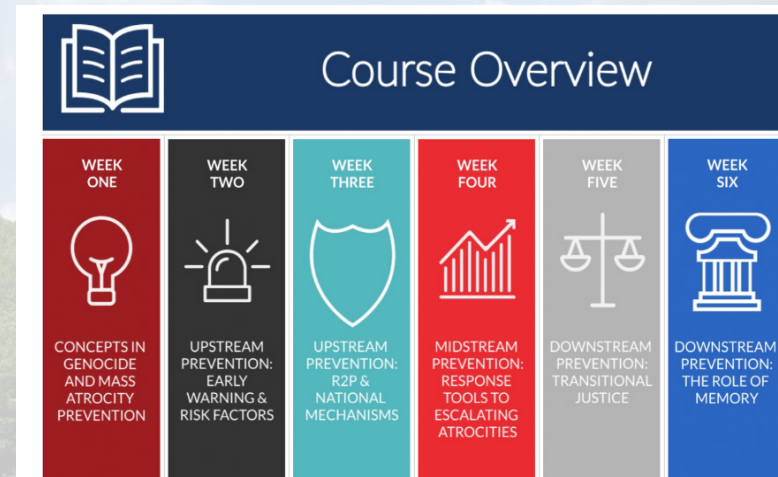 Course Overview
WEEK
ONE
CONCEPTS IN
GENOCIDE
AND MASS
ATROCITY
PREVENTION
WEEK
TWO
UPSTREAM
PREVENTION:
EARLY
WARNING &
RISK FACTORS
WEEK
THREE
UPSTREAM
PREVENTION:
R2P &
NATIONAL
MECHANISMS
WEEK
FOUR
MIDSTREAM
PREVENTION:
RESPONSE
TOOLS TO
ESCALATING
ATROCITIES
WEEK
FIVE
DOWNSTREAM
PREVENTION:
TRANSITIONAL
JUSTICE
WEEK
SIX
DOWNSTREAM
PREVENTION:
THE ROLE OF
MEMORY